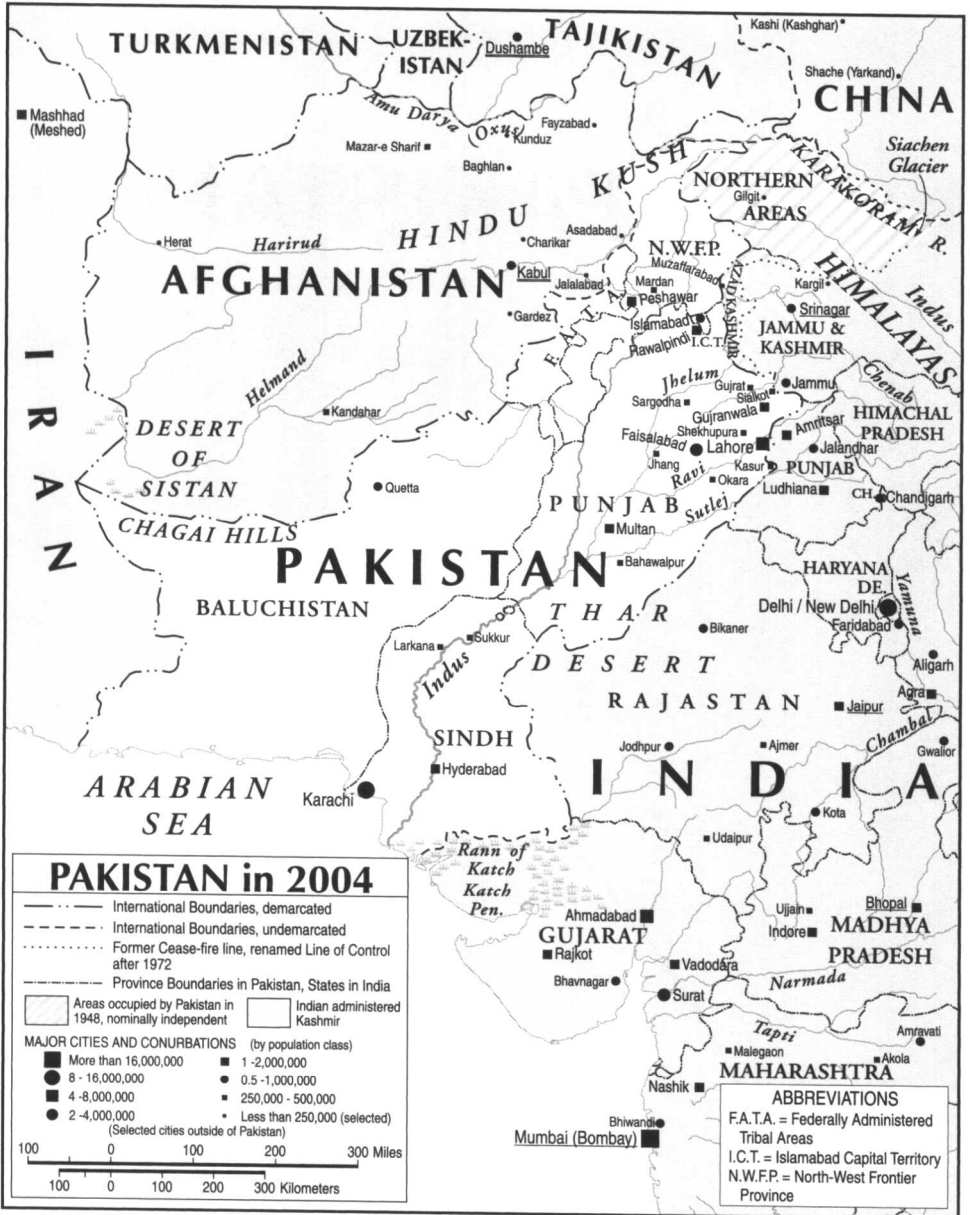 TURKMENISTAN
UZBEK-
ISTAN
Dushambe
TAJIKISTAN
Kashi (Kashghar)
Shache (Yarkand)
CHINA
Mashhad
(Meshed)
Amu Darya
(Oxus)
Fayzabad
Kunduz
Mazar-e Sharif
Baghlan
Siachen
Glacier
KARAKORAM R.
NORTHERN
Gilgit
AREAS
HINDU KUSH
Herat
Harirud
Asadabad
Charikar
N.W.F.P.
Muzaffarabad
AZAD KASHMIR
Kargil
HIMALAYAS
Indus
AFGHANISTAN
Kabul
Jalalabad
Mardan
Peshawar
Srinagar
Gardez
F.A.T.A.
Islamabad
I.C.T.
Rawalpindi
JAMMU &
KASHMIR
IRAN
Helmand
Jhelum
Gujrat
Sialkot
Jammu
Chenab
Sargodha
Gujranwala
Kandahar
Amritsar
HIMACHAL
PRADESH
DESERT
OF
SISTAN
Shekhupura
Faisalabad
Lahore
Jalandhar
Jhang
Ravi
Kasur
PUNJAB
Okara
Ludhiana
CH.
Chandigarh
Quetta
PUNJAB
Sutlej
CHAGAI HILLS
Multan
PAKISTAN
Bahawalpur
HARYANA
DE.
Yamuna
BALUCHISTAN
THAR
Delhi / New Delhi
Faridabad
Bikaner
Sukkur
Larkana
Indus
DESERT
Aligarh
RAJASTAN
Agra
Jaipur
Chambal
SINDH
Jodhpur
Ajmer
Gwalior
Hyderabad
INDIA
ARABIAN
SEA
Karachi
Kota
Udaipur
Rann of
Katch
Katch
Pen.
Ahmadabad
GUJARAT
Ujjain
Bhopal
Indore
MADHYA
PRADESH
Rajkot
Vadodara
Bhavnagar
Narmada
Surat
Tapti
Amravati
Malegaon
Akola
MAHARASHTRA
Nashik
Bhiwandi
Mumbai (Bombay)
PAKISTAN in 2004
International Boundaries, demarcated
International Boundaries, undemarcated
Former Cease-fire line, renamed Line of Control
after 1972
Province Boundaries in Pakistan, States in India
Areas occupied by Pakistan in
1948, nominally independent
Indian administered
Kashmir
MAJOR CITIES AND CONURBATIONS (by population class)
More than 16,000,000
8 - 16,000,000
4 -8,000,000
2 -4,000,000
1 -2,000,000
0.5 -1,000,000
250,000 - 500,000
Less than 250,000 (selected)
(Selected cities outside of Pakistan)
100 0 100 200 300 Miles
100 0 100 200 300 Kilometers
ABBREVIATIONS
F.A.T.A. = Federally Administered
Tribal Areas
I.C.T. = Islamabad Capital Territory
N.W.F.P. = North-West Frontier
Province